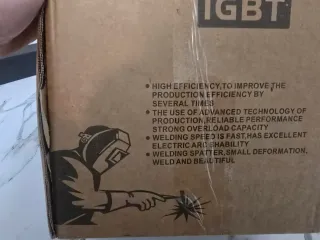 IGBT
• HIGH EFFICIENCY,TO IMPROVE THE
PRODUCTION EFFICIENCY BY
SEVERAL TIMES
• THE USE OF ADVANCED TECHNOLOGY OF
PRODUCTION,RELIABLE PERFORMANCE
STRONG OVERLOAD CAPACITY
• WELDING SPEED IS FAST,HAS EXCELLENT
ELECTRIC ARC SHABILITY
• WELDING SPATTER,SMALL DEFORMATION,
WELD AND BEAUTIFUL